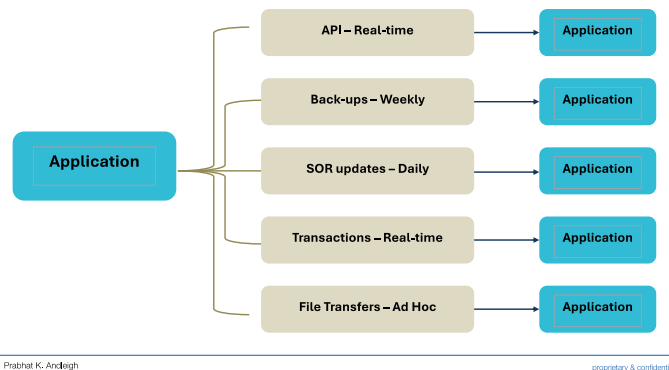 API – Real-time
Application
Back-ups – Weekly
Application
Application
SOR updates – Daily
Application
Transactions – Real-time
Application
File Transfers – Ad Hoc
Application
Prabhat K. Andleigh
proprietary & confidenti